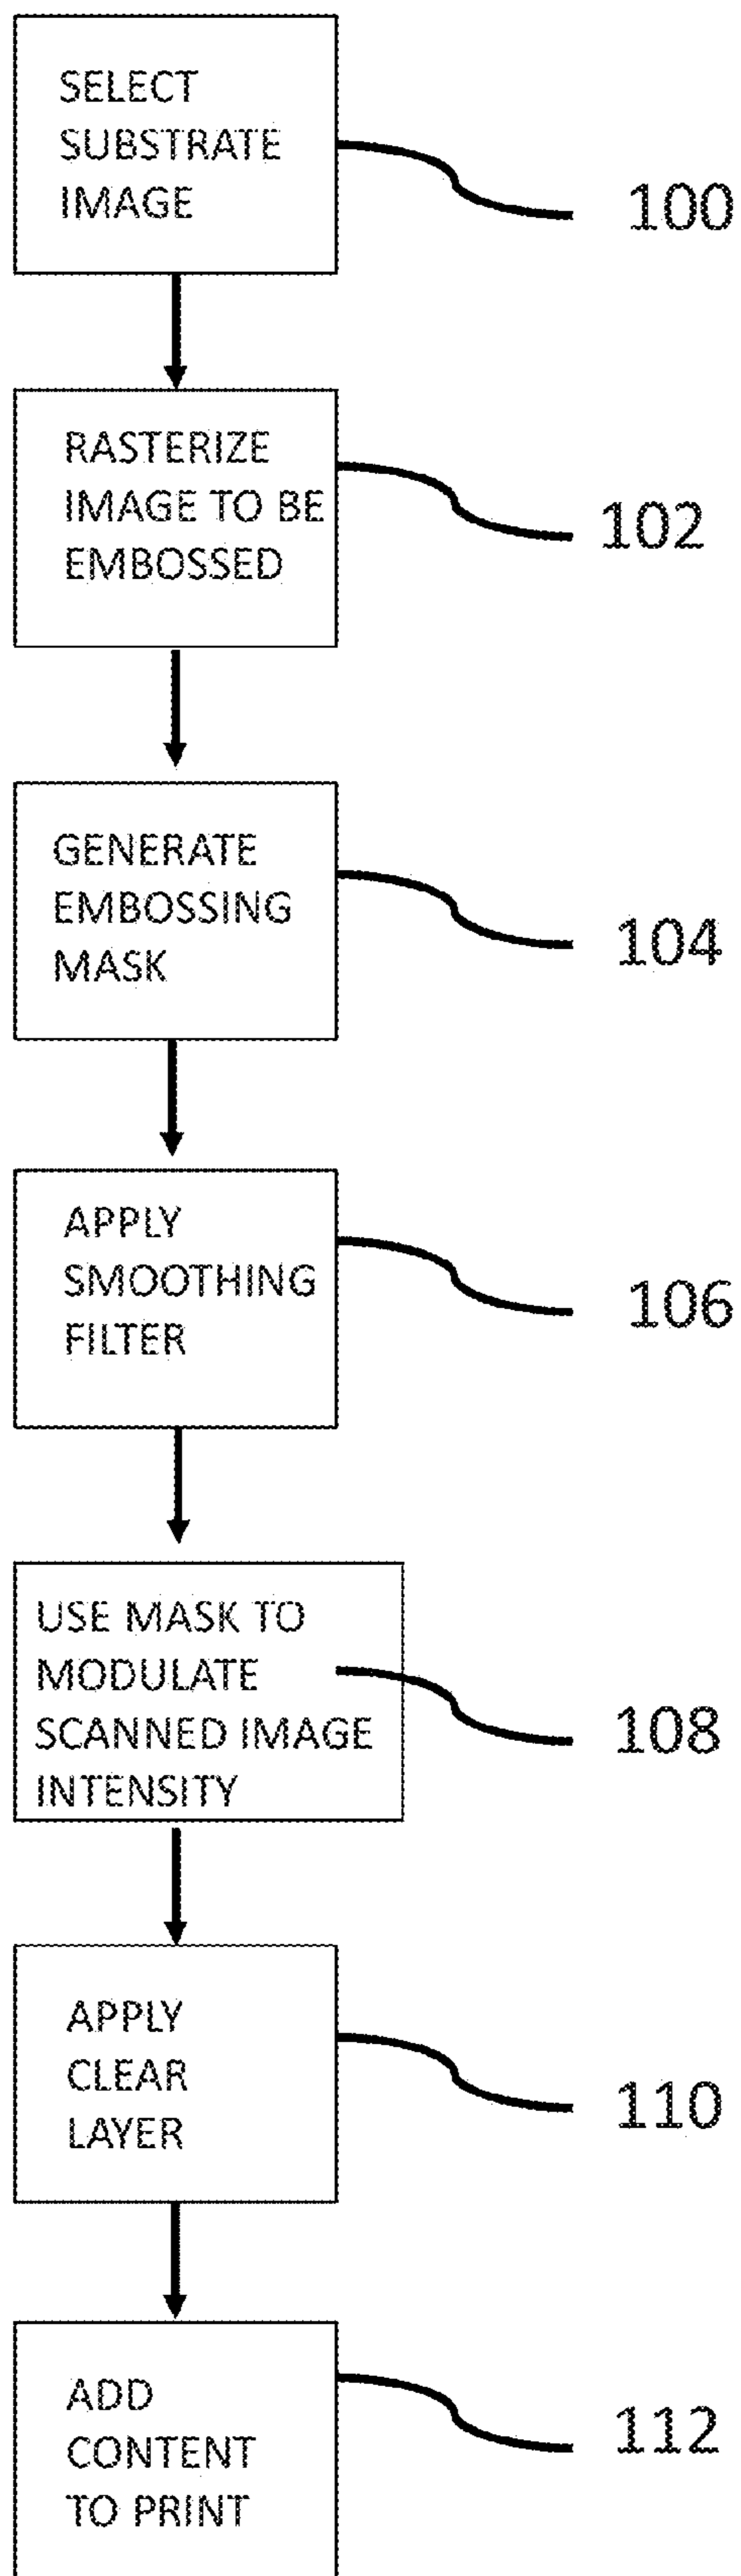 SELECT
SUBSTRATE
IMAGE
100
RASTERIZE
IMAGE TO BE
EMBOSSED
102
GENERATE
EMBOSSING
MASK
104
APPLY
SMOOTHING
FILTER
106
USE MASK TO
MODULATE
SCANNED IMAGE
INTENSITY
108
APPLY
CLEAR
LAYER
110
ADD
CONTENT
TO PRINT
112